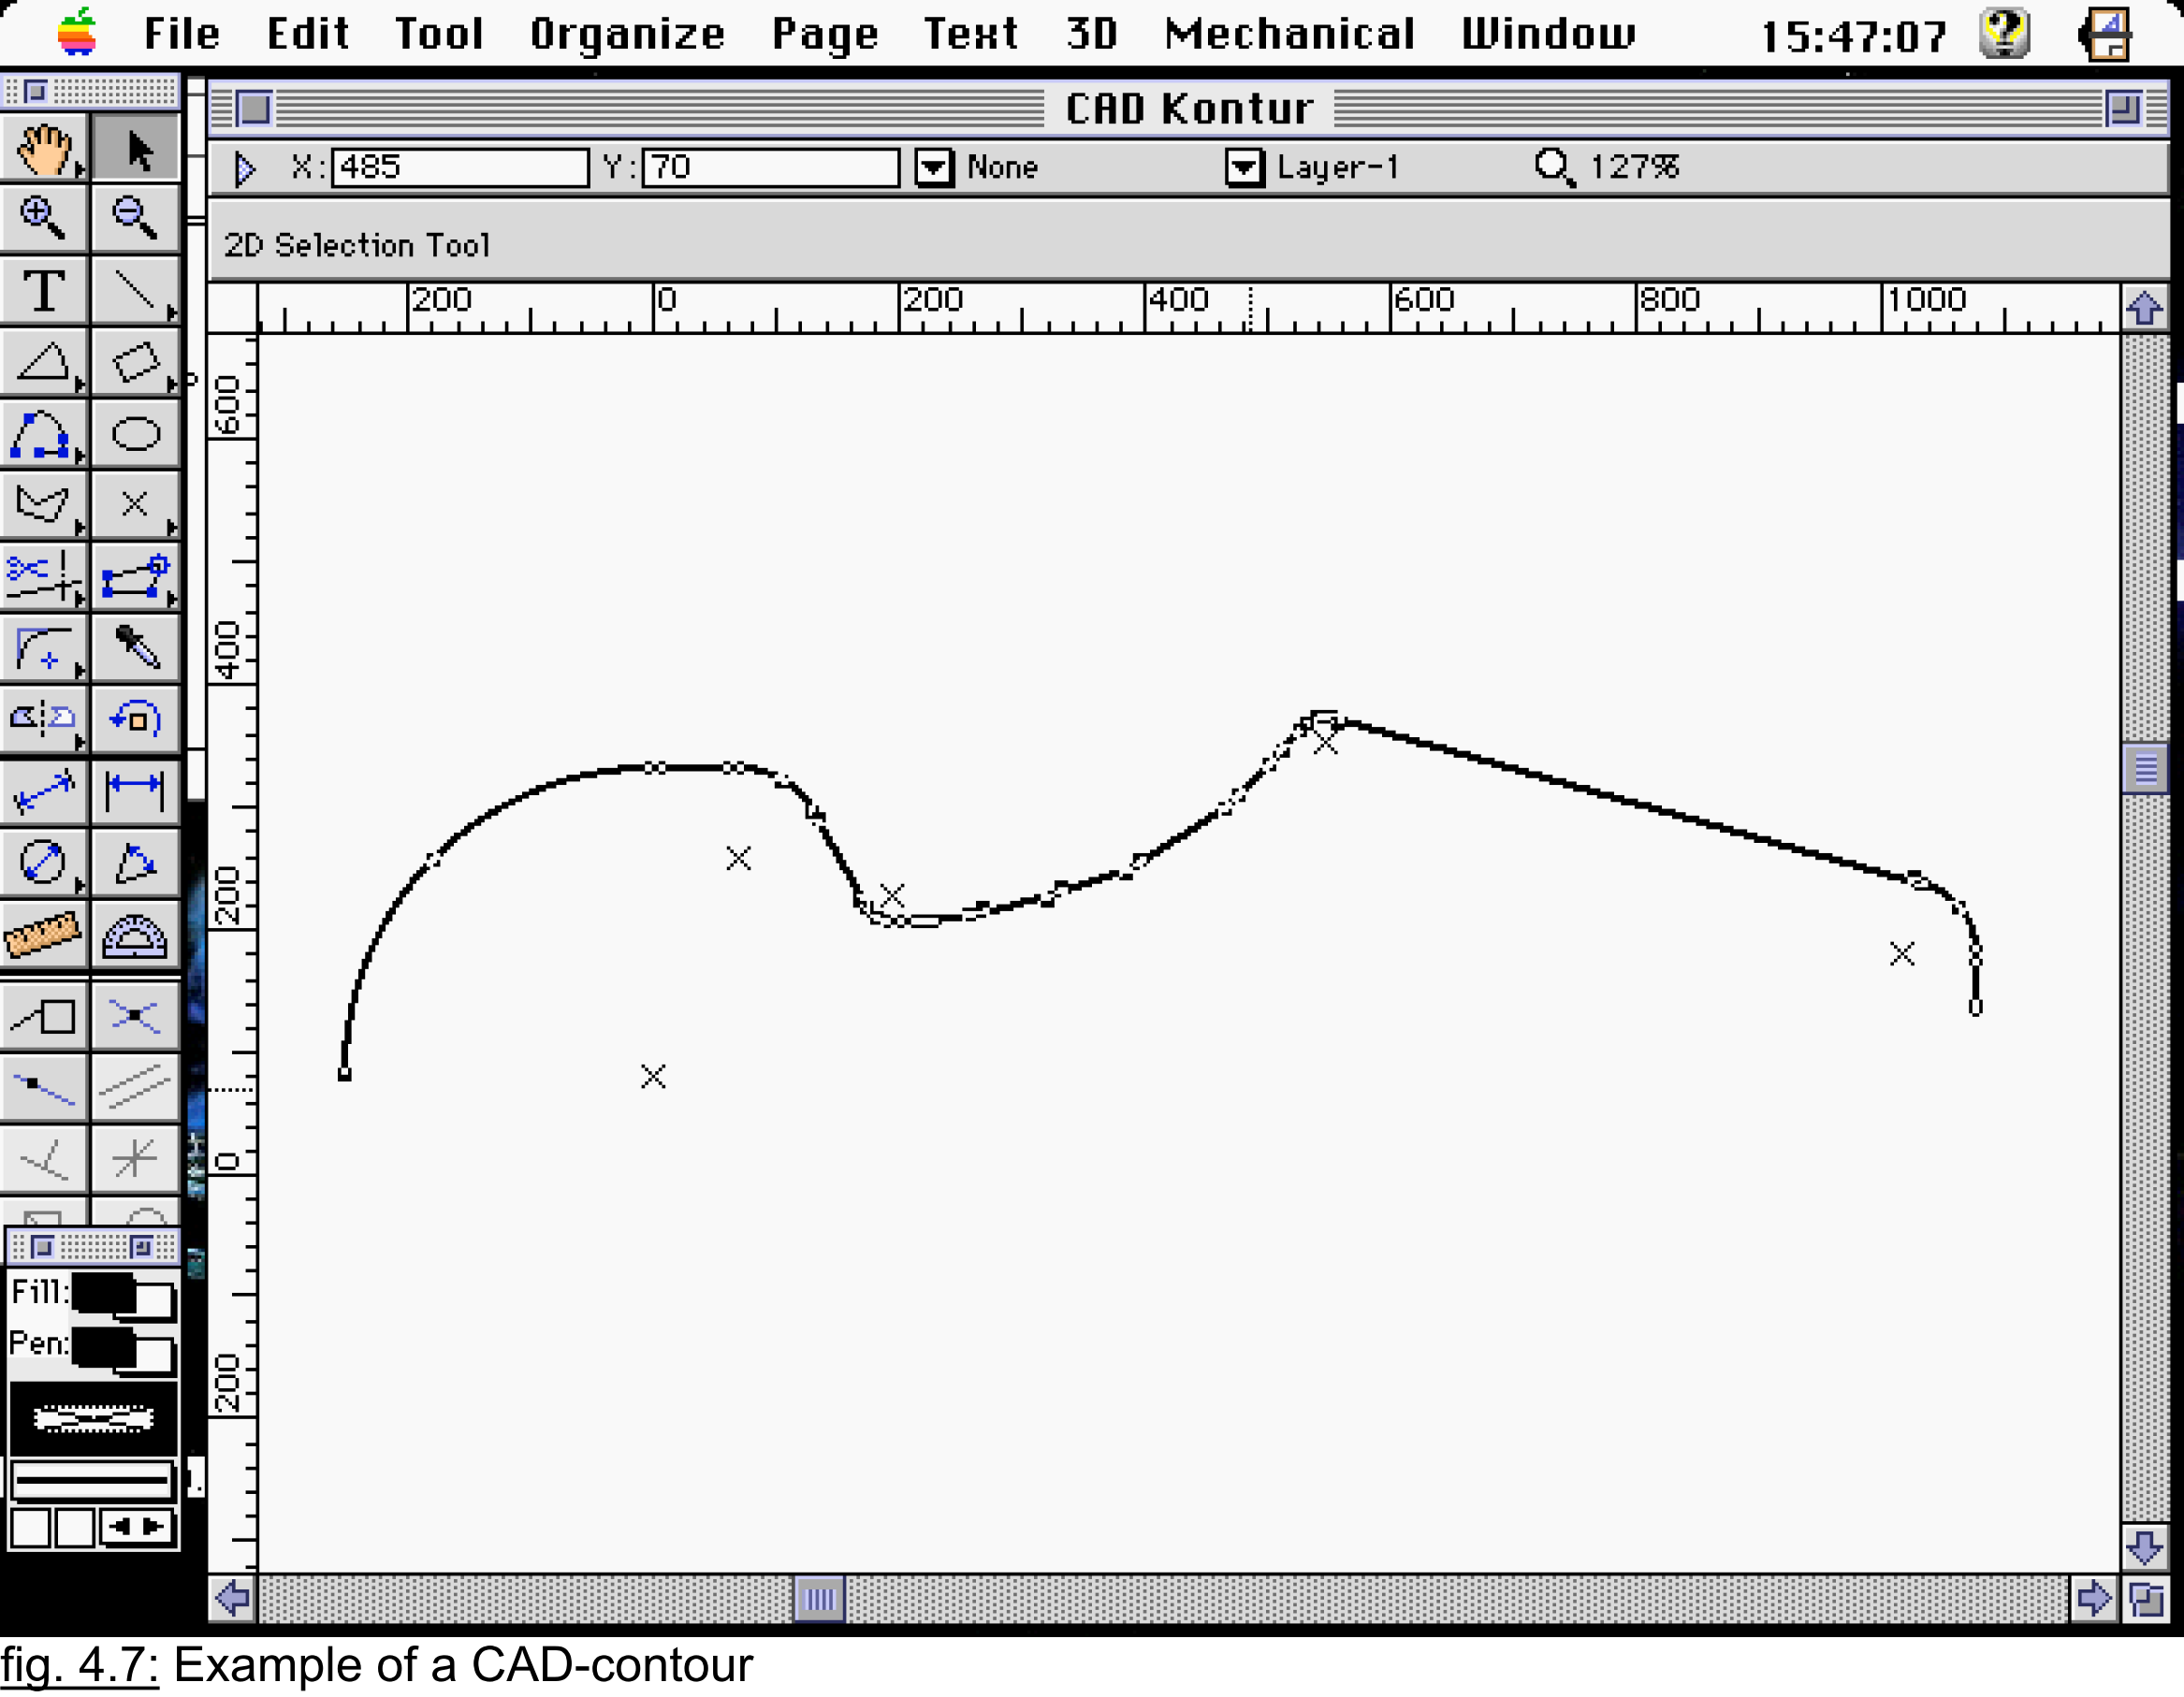 File Edit Tool Organize Page Text 3D Mechanical Window 15:47:07
CAD Kontur
X: 485 Y: 70 None Layer-1 127%
2D Selection Tool
200 0 200 400 600 800 1000
600
400
200
0
200
T
Fill:
Pen:
fig. 4.7: Example of a CAD-contour